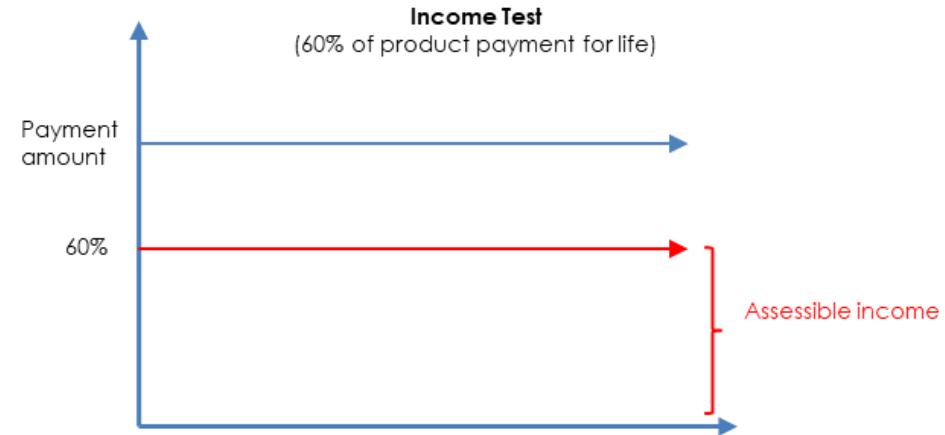 Income Test
(60% of product payment for life)
Payment
amount
60%
Assessible income